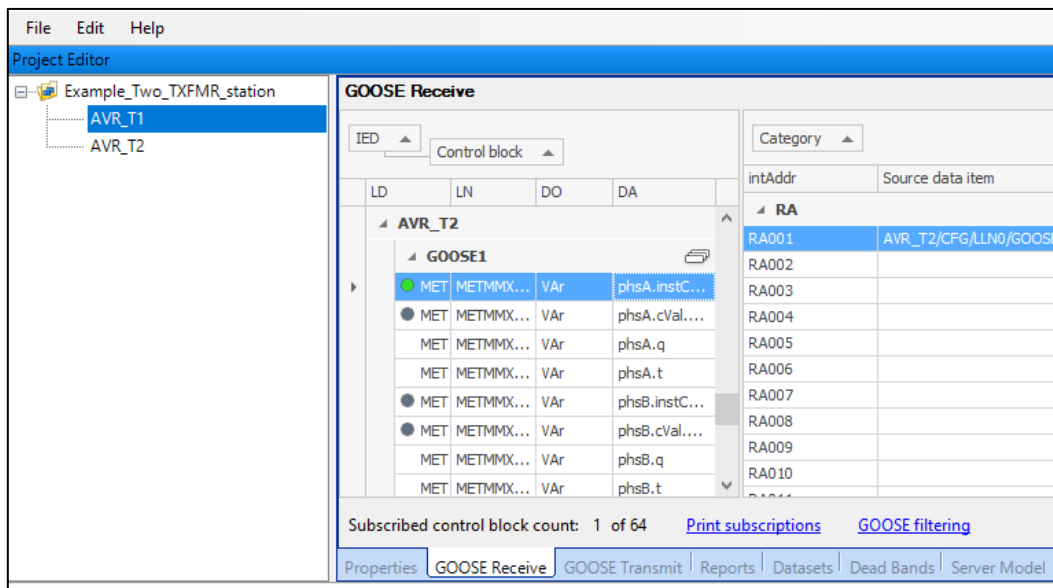 File Edit Help
Project Editor
Example_Two_TXFMR_station
AVR_T1
AVR_T2
GOOSE Receive
IED
Control block
LD LN DO DA
AVR_T2
GOOSE1
MET METMMX... VAr phsA.instC...
MET METMMX... VAr phsA.cVal....
MET METMMX... VAr phsA.q
MET METMMX... VAr phsA.t
MET METMMX... VAr phsB.instC...
MET METMMX... VAr phsB.cVal....
MET METMMX... VAr phsB.q
MET METMMX... VAr phsB.t
Category
intAddr Source data item
RA
RA001 AVR_T2/CFG/LLN0/GOOSE
RA002
RA003
RA004
RA005
RA006
RA007
RA008
RA009
RA010
Subscribed control block count: 1 of 64 Print subscriptions GOOSE filtering
Properties GOOSE Receive GOOSE Transmit Reports Datasets Dead Bands Server Model